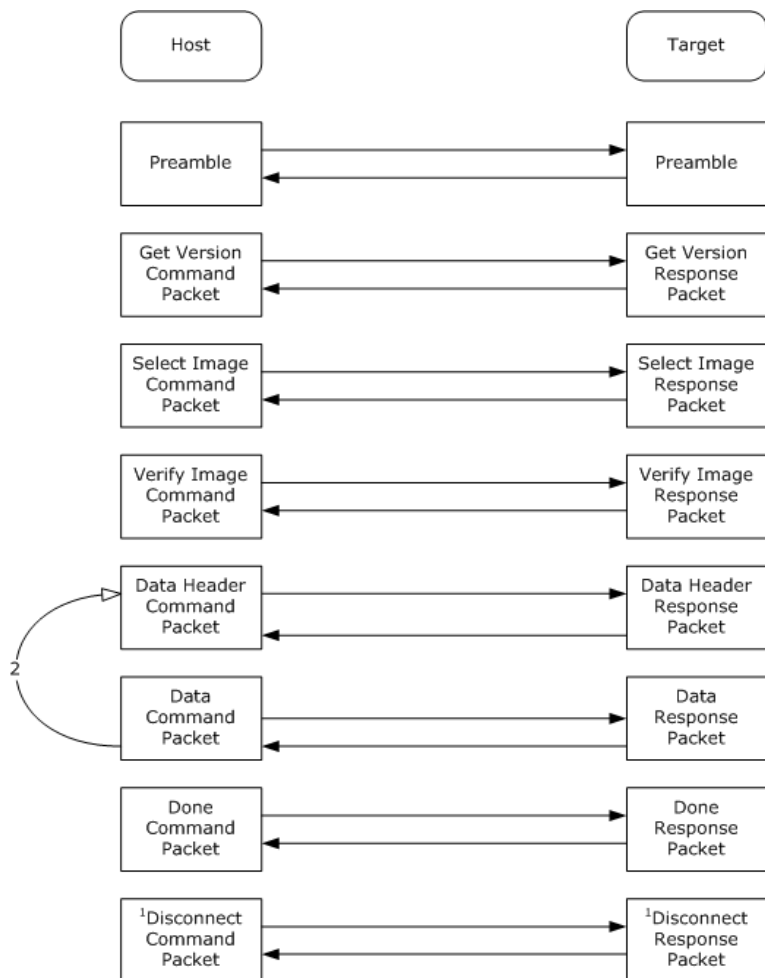 Host
Target
Preamble
Preamble
Get Version
Command
Packet
Get Version
Response
Packet
Select Image
Command
Packet
Select Image
Response
Packet
Verify Image
Command
Packet
Verify Image
Response
Packet
Data Header
Command
Packet
Data Header
Response
Packet
2
Data
Command
Packet
Data
Response
Packet
Done
Command
Packet
Done
Response
Packet
¹Disconnect
Command
Packet
¹Disconnect
Response
Packet